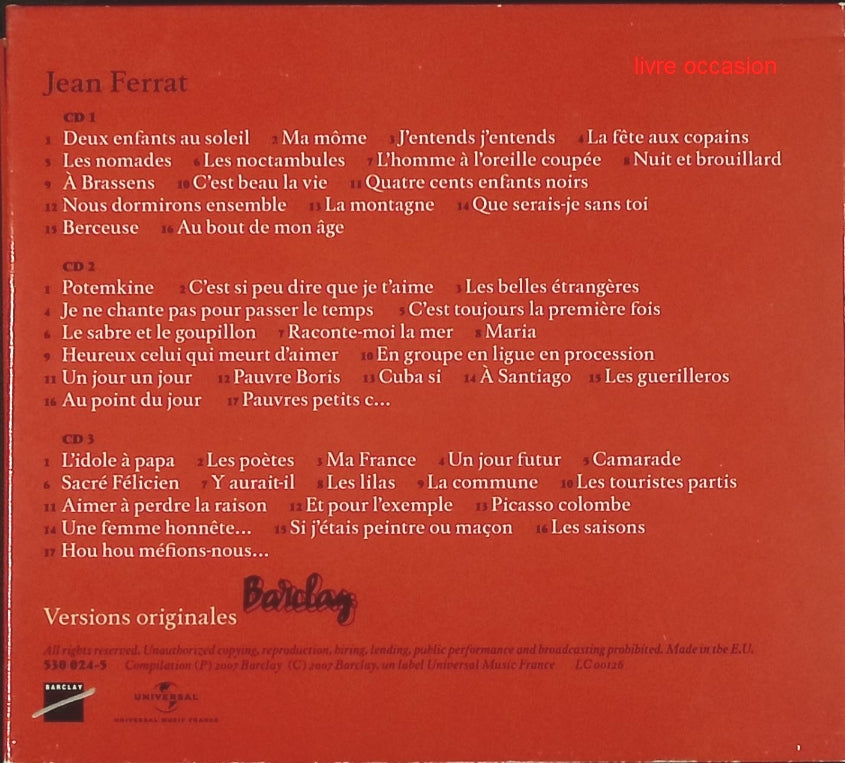 livre occasion
Jean Ferrat
CD 1
1 Deux enfants au soleil 2 Ma môme 3 J'entends j'entends 4 La fête aux copains
5 Les nomades 6 Les noctambules 7 L'homme à l'oreille coupée 8 Nuit et brouillard
9 À Brassens 10 C'est beau la vie 11 Quatre cents enfants noirs
12 Nous dormirons ensemble 13 La montagne 14 Que serais-je sans toi
15 Berceuse 16 Au bout de mon âge
CD 2
1 Potemkine 2 C'est si peu dire que je t'aime 3 Les belles étrangères
4 Je ne chante pas pour passer le temps 5 C'est toujours la première fois
6 Le sabre et le goupillon 7 Raconte-moi la mer 8 Maria
9 Heureux celui qui meurt d'aimer 10 En groupe en ligue en procession
11 Un jour un jour 12 Pauvre Boris 13 Cuba si 14 À Santiago 15 Les guerilleros
16 Au point du jour 17 Pauvres petits c...
CD 3
1 L'idole à papa 2 Les poètes 3 Ma France 4 Un jour futur 5 Camarade
6 Sacré Félicien 7 Y aurait-il 8 Les lilas 9 La commune 10 Les touristes partis
11 Aimer à perdre la raison 12 Et pour l'exemple 13 Picasso colombe
14 Une femme honnête... 15 Si j'étais peintre ou maçon 16 Les saisons
17 Hou hou méfions-nous...
Versions originales Barclay
All rights reserved. Unauthorized copying, reproduction, hiring, lending, public performance and broadcasting prohibited. Made in the E.U.
530 024-5 Compilation (P) 2007 Barclay (C) 2007 Barclay, un label Universal Music France LC 00126
BARCLAY UNIVERSAL
UNIVERSAL MUSIC FRANCE